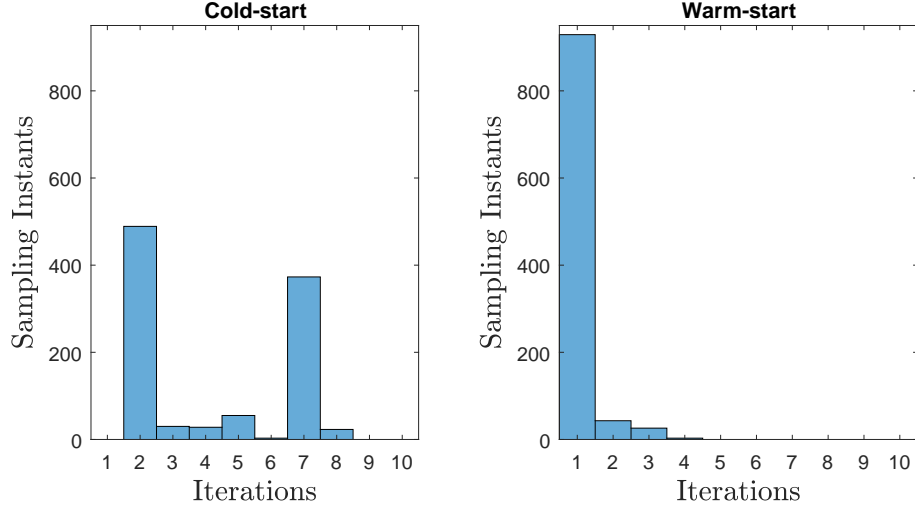 Cold-start
Sampling Instants
800
600
400
200
0
1 2 3 4 5 6 7 8 9 10
Iterations
Warm-start
Sampling Instants
800
600
400
200
0
1 2 3 4 5 6 7 8 9 10
Iterations